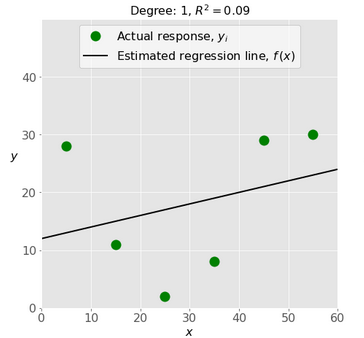 Degree: 1, R² = 0.09
Actual response, yᵢ
Estimated regression line, f(x)
y
40
30
20
10
0
0 10 20 30 40 50 60
x